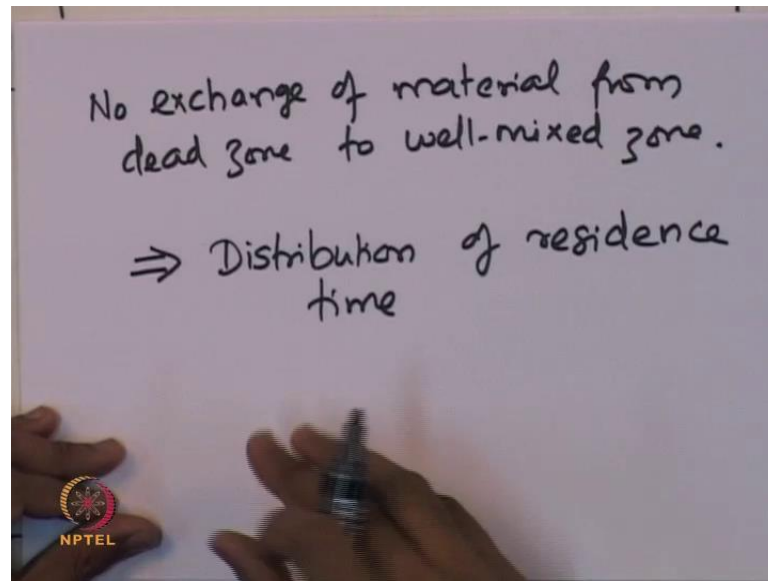 No exchange of material from
dead zone to well-mixed zone.
⇒ Distribution of residence
time
NPTEL